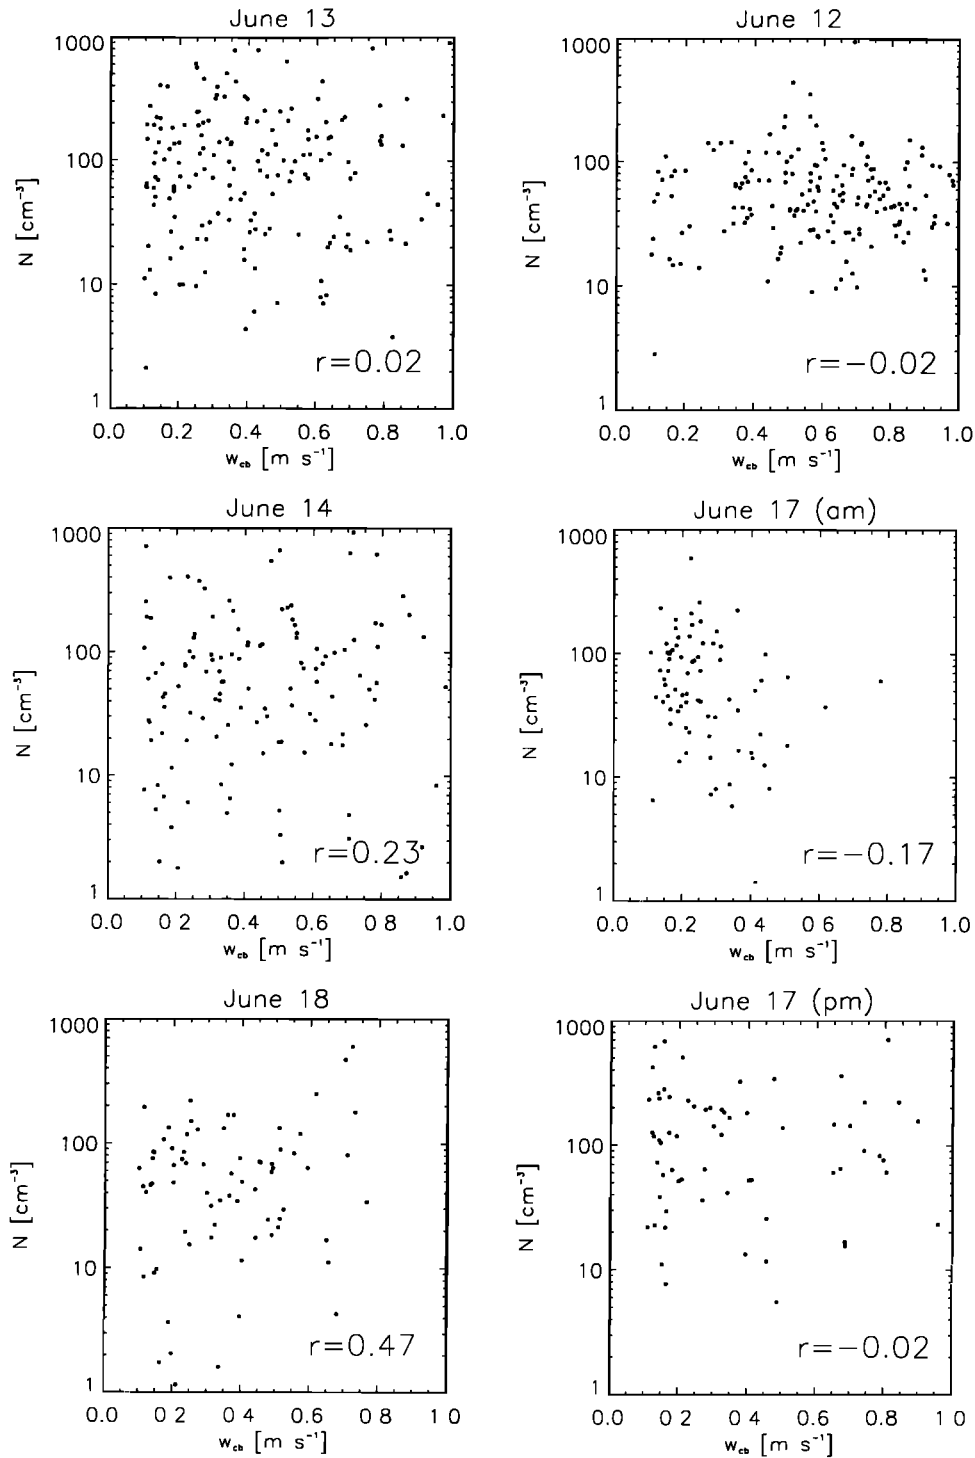 June 13
1000
100
10
1
N [cm⁻³]
r=0.02
0.0 0.2 0.4 0.6 0.8 1.0
w_cb [m s⁻¹]
June 12
1000
100
10
1
N [cm⁻³]
r=−0.02
0.0 0.2 0.4 0.6 0.8 1.0
w_cb [m s⁻¹]
June 14
1000
100
10
1
N [cm⁻³]
r=0.23
0.0 0.2 0 4 0 6 0.8 1.0
w_cb [m s⁻¹]
June 17 (am)
1000
100
10
1
N [cm⁻³]
r=−0.17
0.0 0.2 0.4 0.6 0.8 1.0
w_cb [m s⁻¹]
June 18
1000
100
10
1
N [cm⁻³]
r=0.47
0.0 0 2 0.4 0.6 0.8 1 0
w_cb [m s⁻¹]
June 17 (pm)
1000
100
10
1
N [cm⁻³]
r=−0.02
0.0 0 2 0 4 0.6 0.8 1.0
w_cb [m s⁻¹]